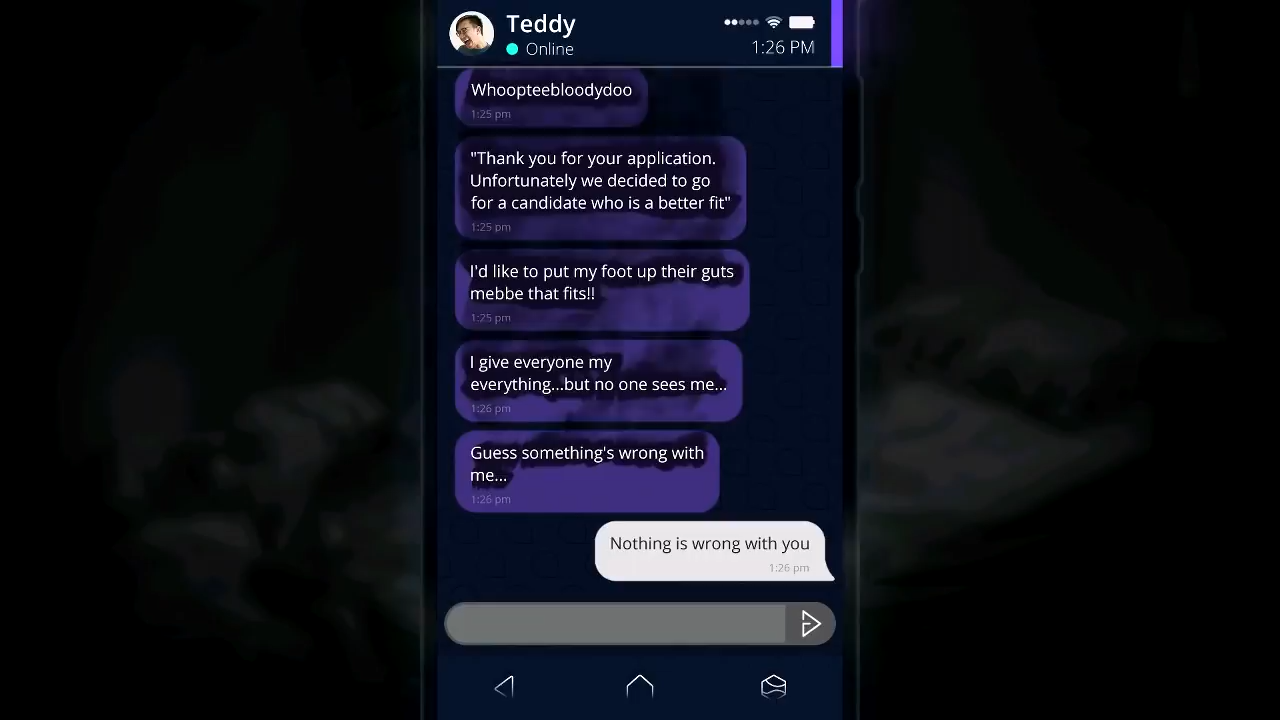 Teddy
Online
1:26 PM
Whoopteebloodydoo
1:25 pm
"Thank you for your application.
Unfortunately we decided to go
for a candidate who is a better fit"
1:25 pm
I'd like to put my foot up their guts
mebbe that fits!!
1:25 pm
I give everyone my
everything...but no one sees me...
1:26 pm
Guess something's wrong with
me...
1:26 pm
Nothing is wrong with you
1:26 pm